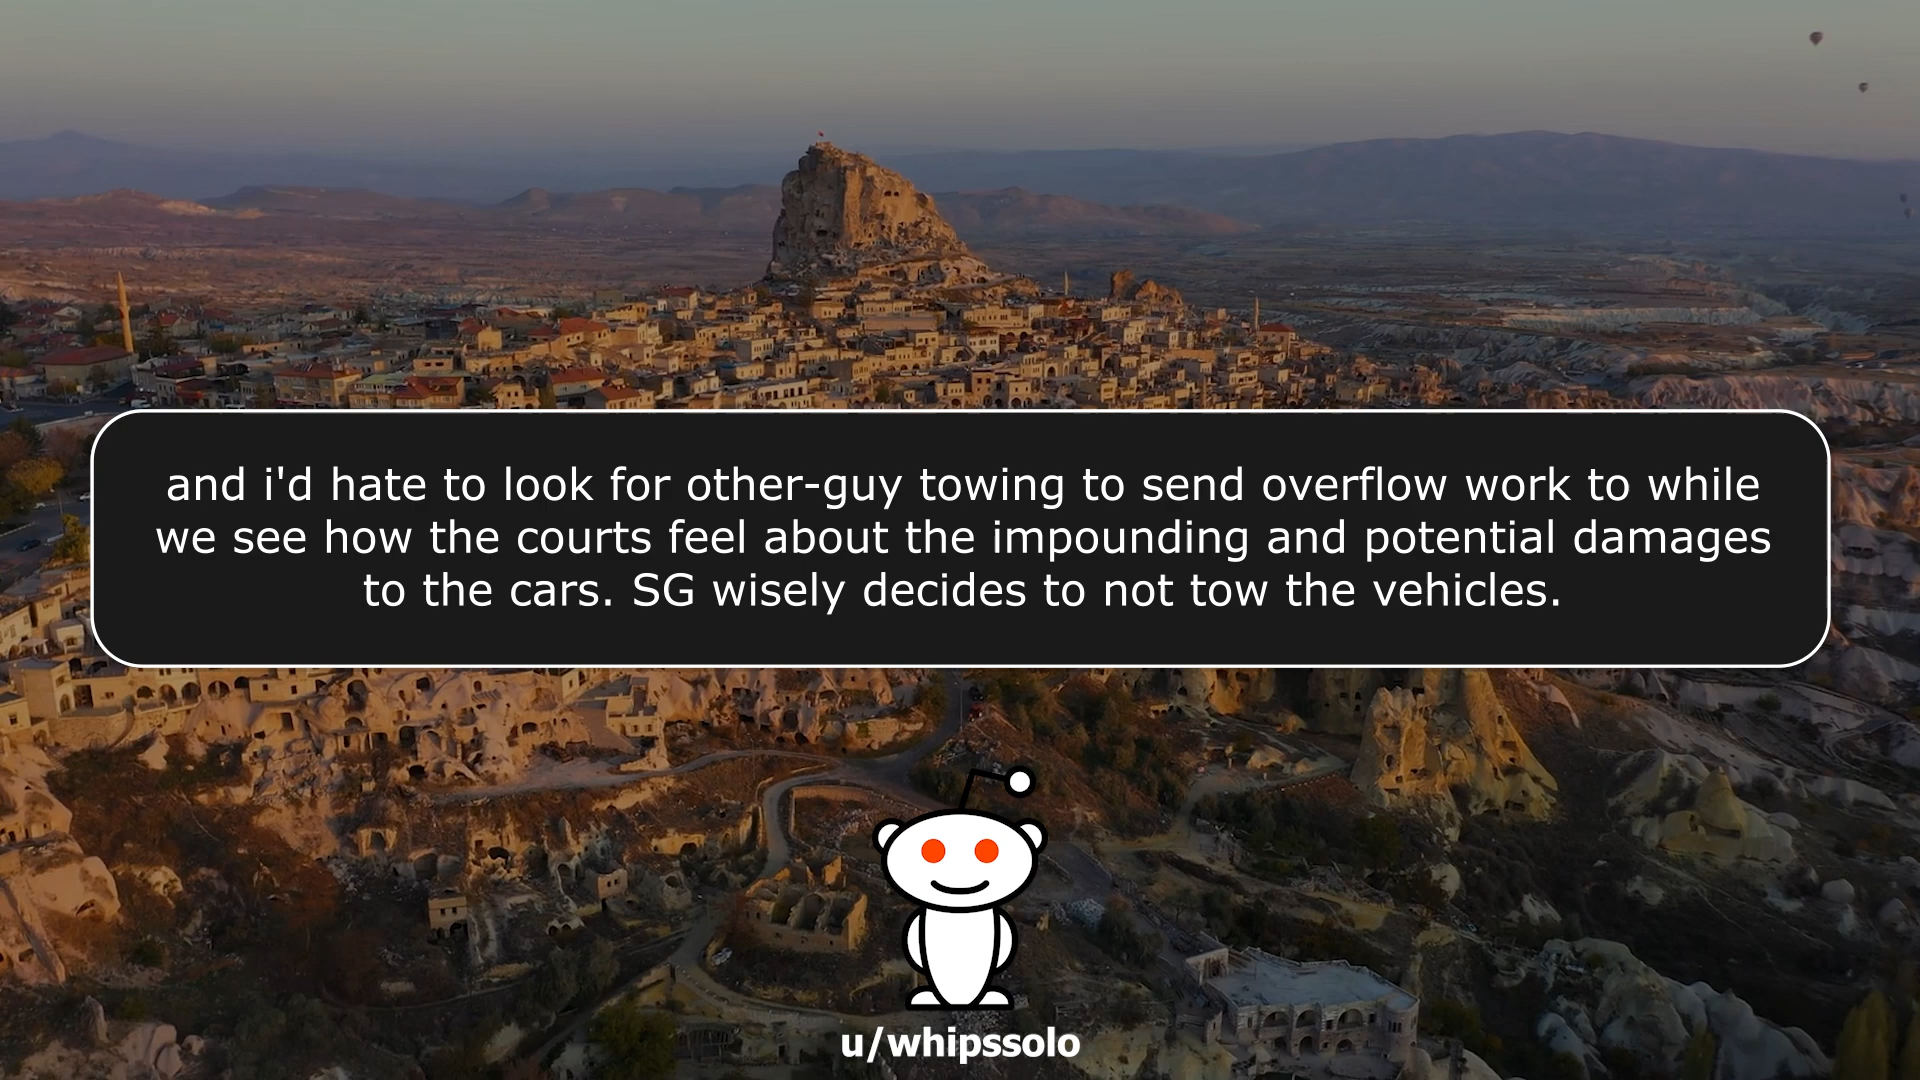 and i'd hate to look for other-guy towing to send overflow work to while
we see how the courts feel about the impounding and potential damages
to the cars. SG wisely decides to not tow the vehicles.
u/whipssolo